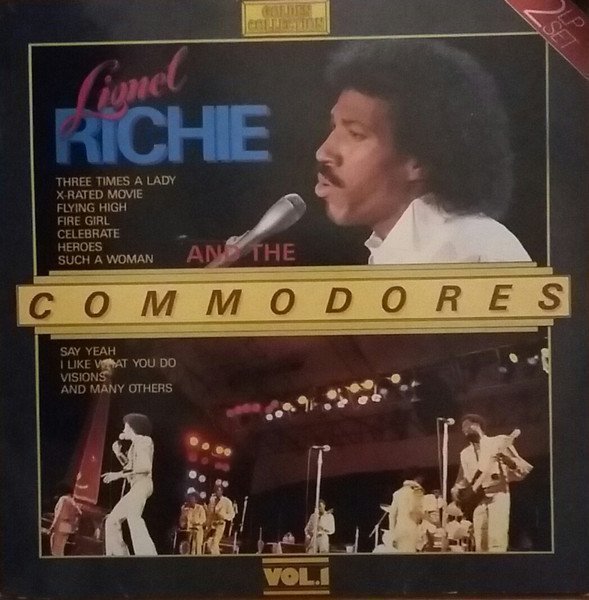 GOLDEN
COLLECTION
2 LP
SET
Lionel
RICHIE
THREE TIMES A LADY
X-RATED MOVIE
FLYING HIGH
FIRE GIRL
CELEBRATE
HEROES
SUCH A WOMAN
AND THE
COMMODORES
SAY YEAH
I LIKE WHAT YOU DO
VISIONS
AND MANY OTHERS
VOL.1